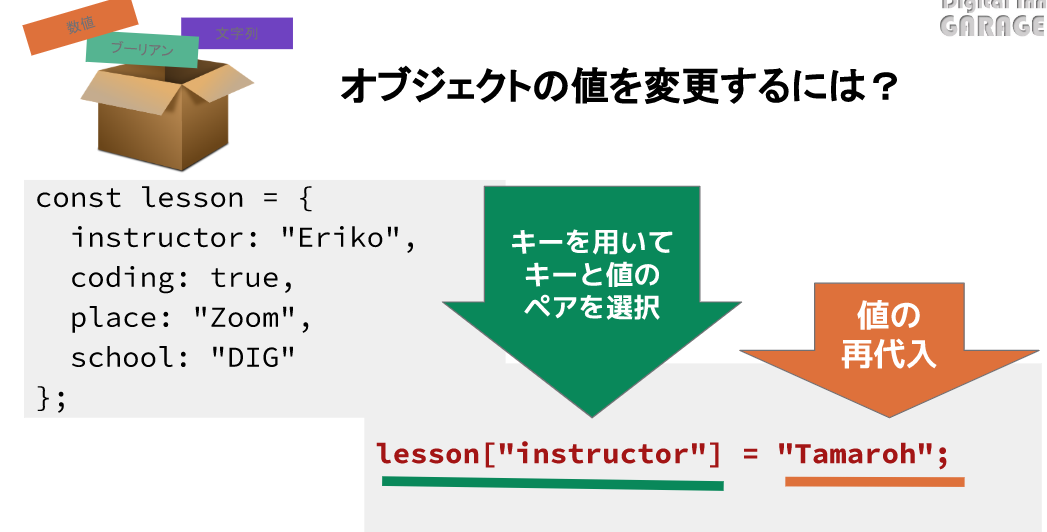 Digital Inn
GARAGE
数値
ブーリアン
文字列
オブジェクトの値を変更するには？
const lesson = {
instructor: "Eriko",
coding: true,
place: "Zoom",
school: "DIG"
};
キーを用いて
キーと値の
ペアを選択
値の
再代入
lesson["instructor"] = "Tamaroh";